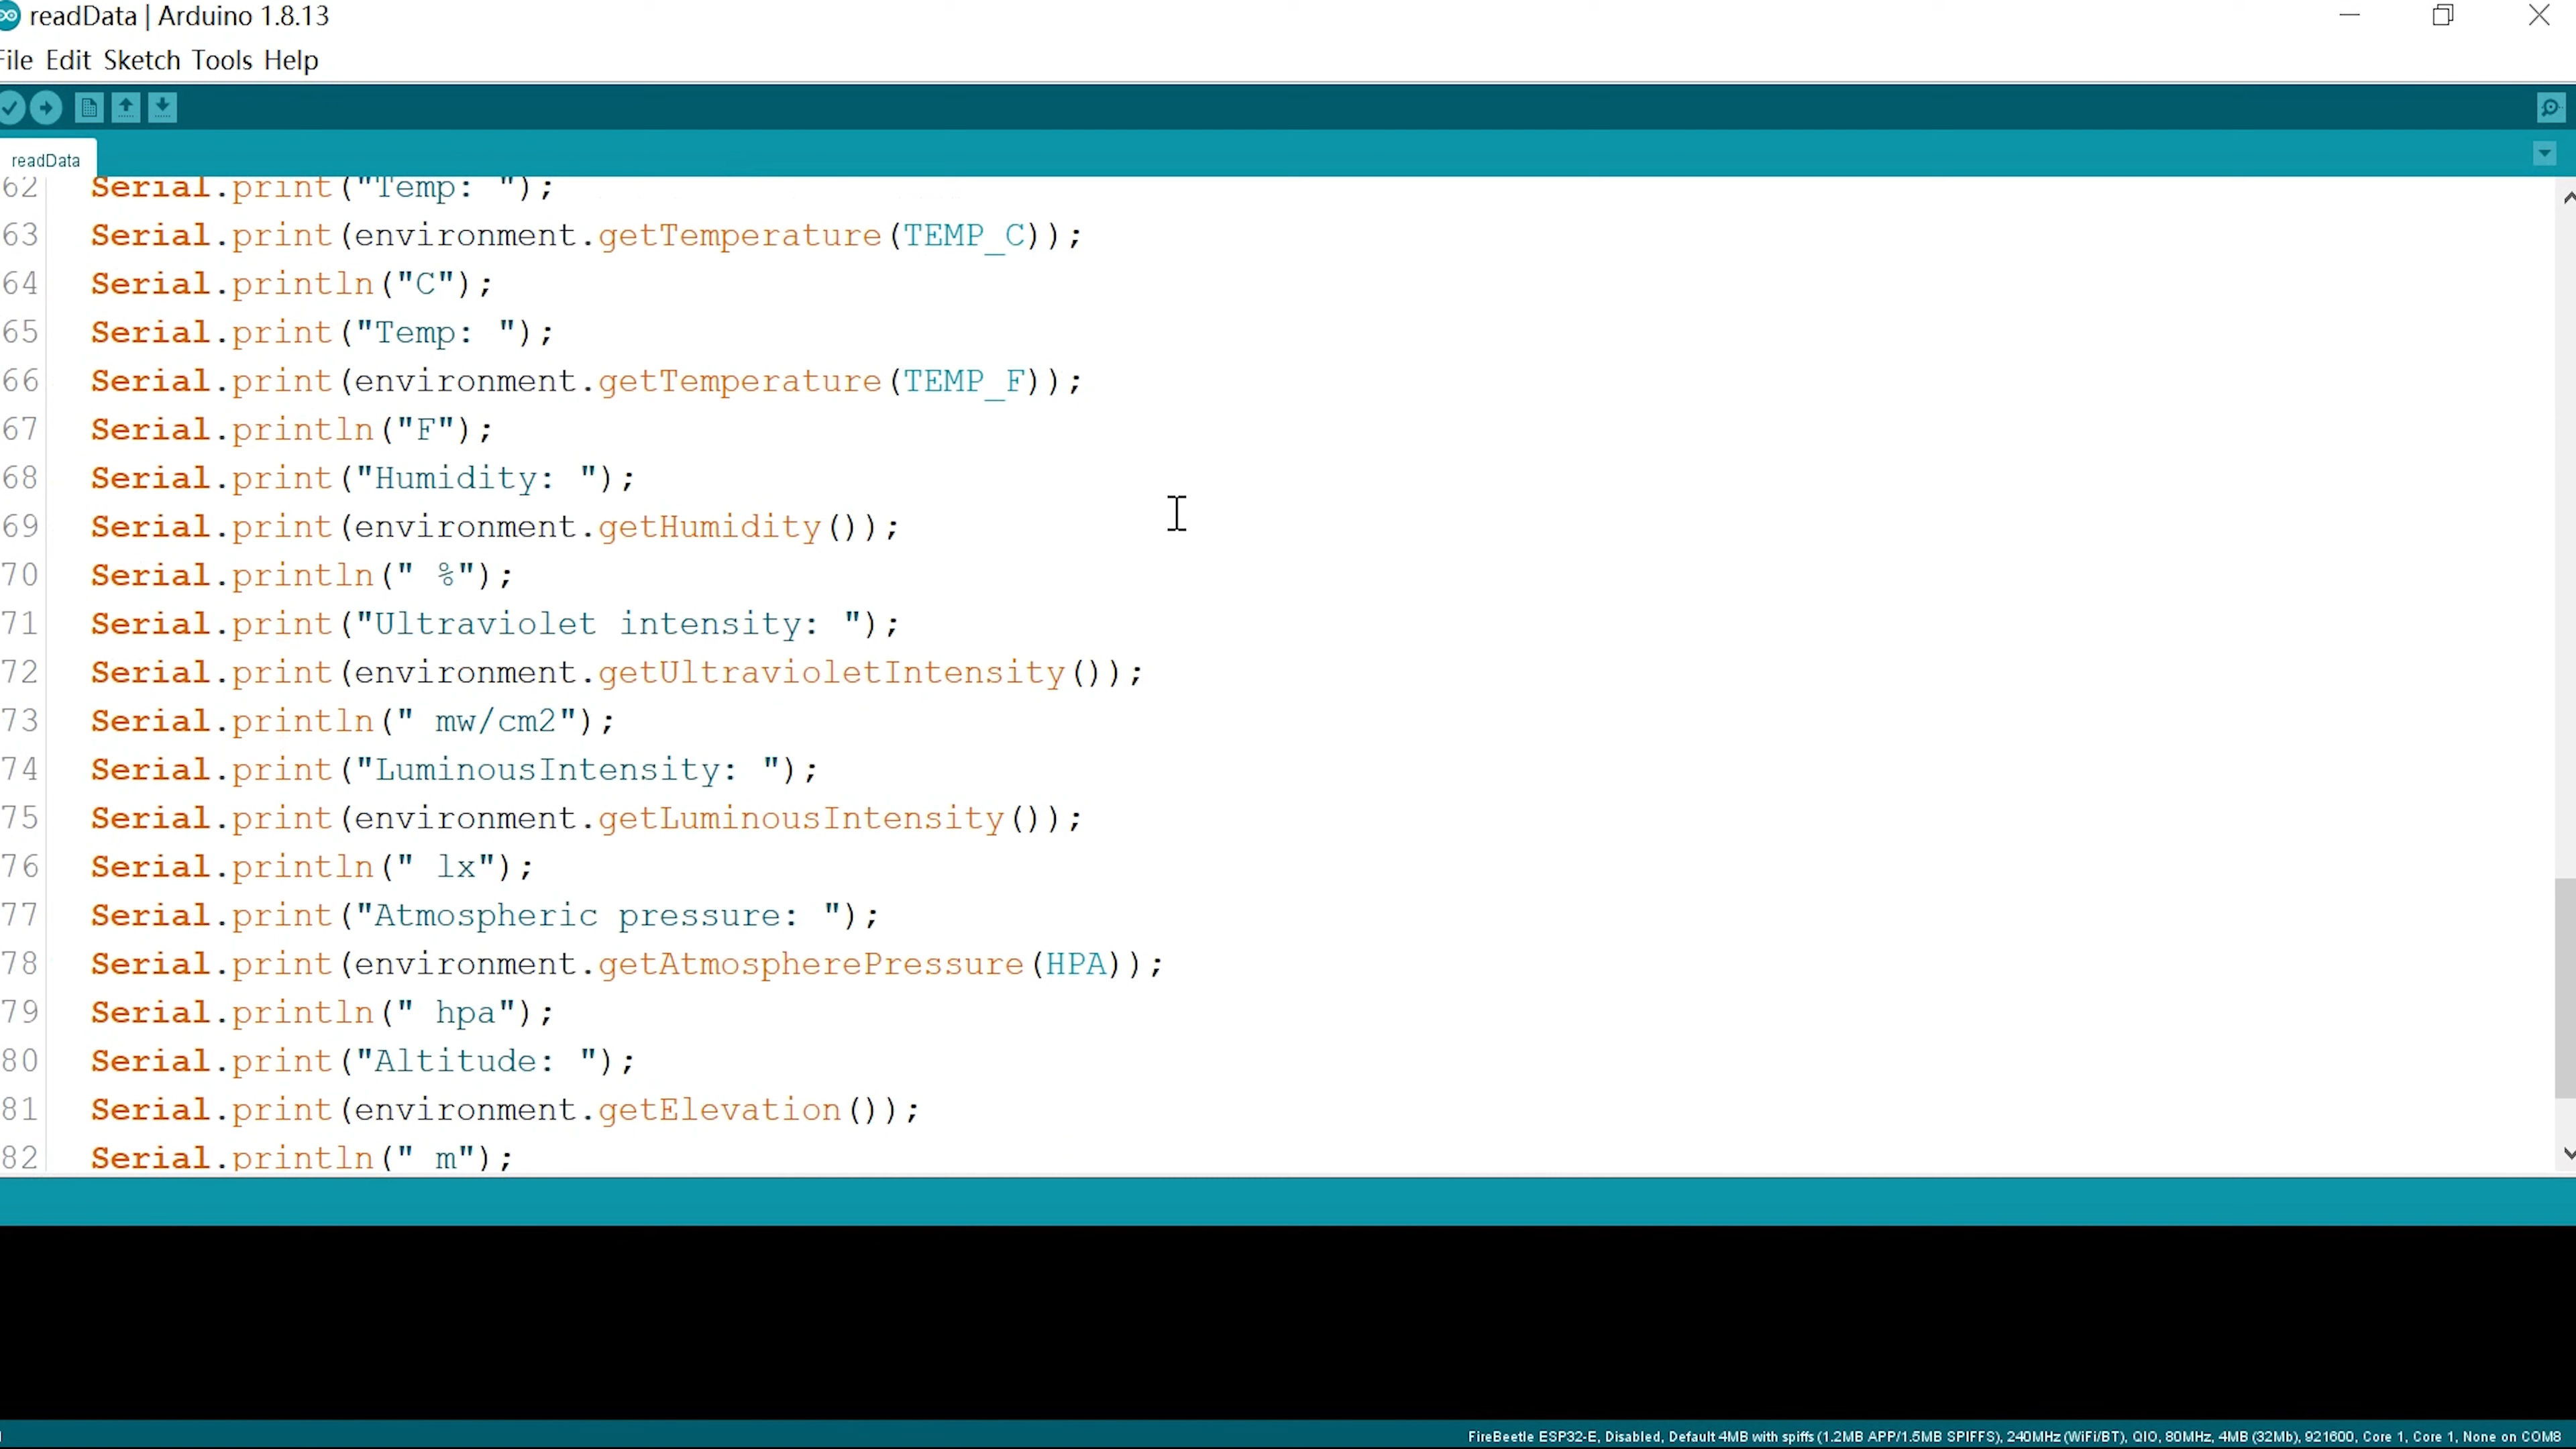 readData | Arduino 1.8.13
File Edit Sketch Tools Help
readData
62 Serial.print("Temp: ");
63 Serial.print(environment.getTemperature(TEMP_C));
64 Serial.println("C");
65 Serial.print("Temp: ");
66 Serial.print(environment.getTemperature(TEMP_F));
67 Serial.println("F");
68 Serial.print("Humidity: ");
69 Serial.print(environment.getHumidity());
70 Serial.println(" %");
71 Serial.print("Ultraviolet intensity: ");
72 Serial.print(environment.getUltravioletIntensity());
73 Serial.println(" mw/cm2");
74 Serial.print("LuminousIntensity: ");
75 Serial.print(environment.getLuminousIntensity());
76 Serial.println(" lx");
77 Serial.print("Atmospheric pressure: ");
78 Serial.print(environment.getAtmospherePressure(HPA));
79 Serial.println(" hpa");
80 Serial.print("Altitude: ");
81 Serial.print(environment.getElevation());
82 Serial.println(" m");
FireBeetle ESP32-E, Disabled, Default 4MB with spiffs (1.2MB APP/1.5MB SPIFFS), 240MHz (WiFi/BT), QIO, 80MHz, 4MB (32Mb), 921600, Core 1, Core 1, None on COM8